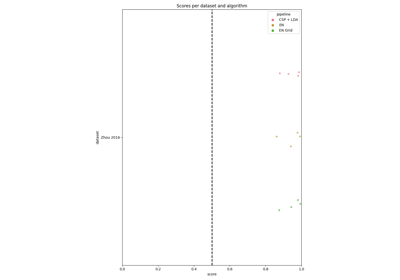 Scores per dataset and algorithm
pipeline
CSP + LDA
EN
EN Grid
dataset
Zhou 2016
0.0 0.2 0.4 0.6 0.8 1.0
score